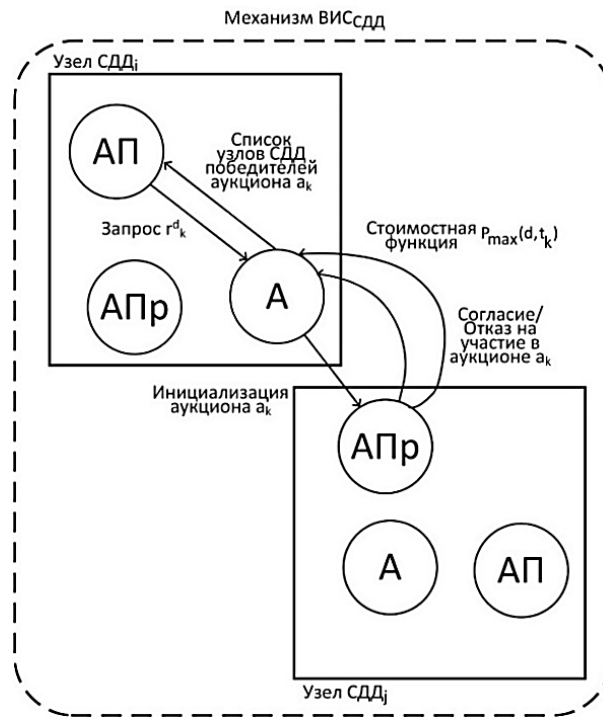 Механизм ВИССДД
Узел СДДi
АП
Список
узлов СДД
победителей
аукциона ak
Запрос rdk
Стоимостная
функция Pmax(d,tk)
АПр
А
Согласие/
Отказ на
участие в
аукционе ak
Инициализация
аукциона ak
АПр
А
АП
Узел СДДj